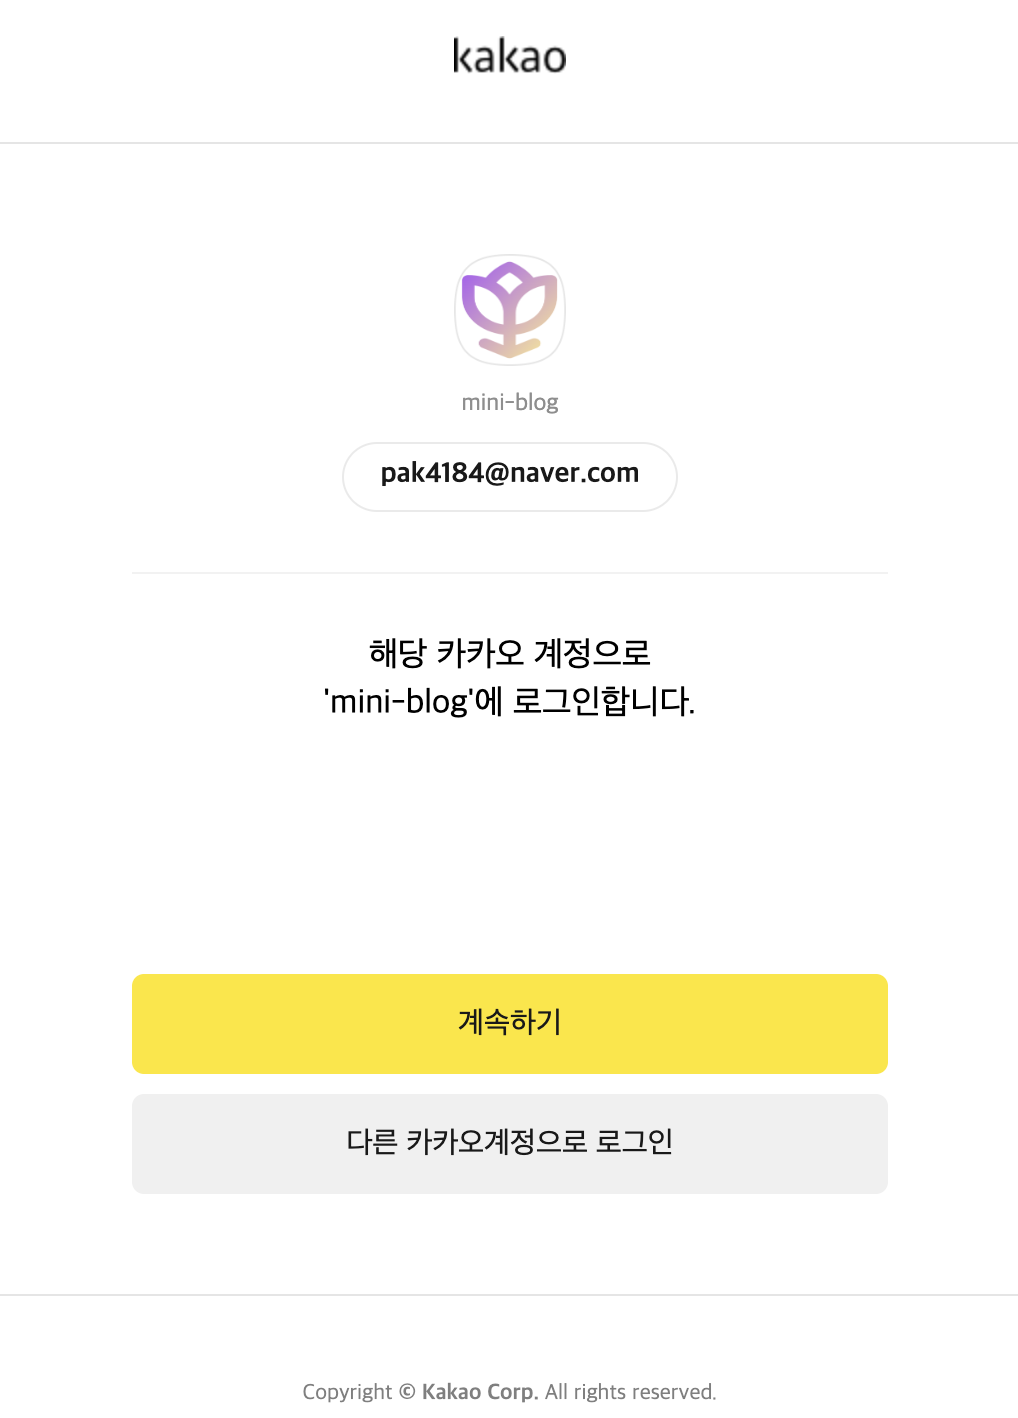 kakao
mini-blog
pak4184@naver.com
해당 카카오 계정으로
'mini-blog'에 로그인합니다.
계속하기
다른 카카오계정으로 로그인
Copyright © Kakao Corp. All rights reserved.